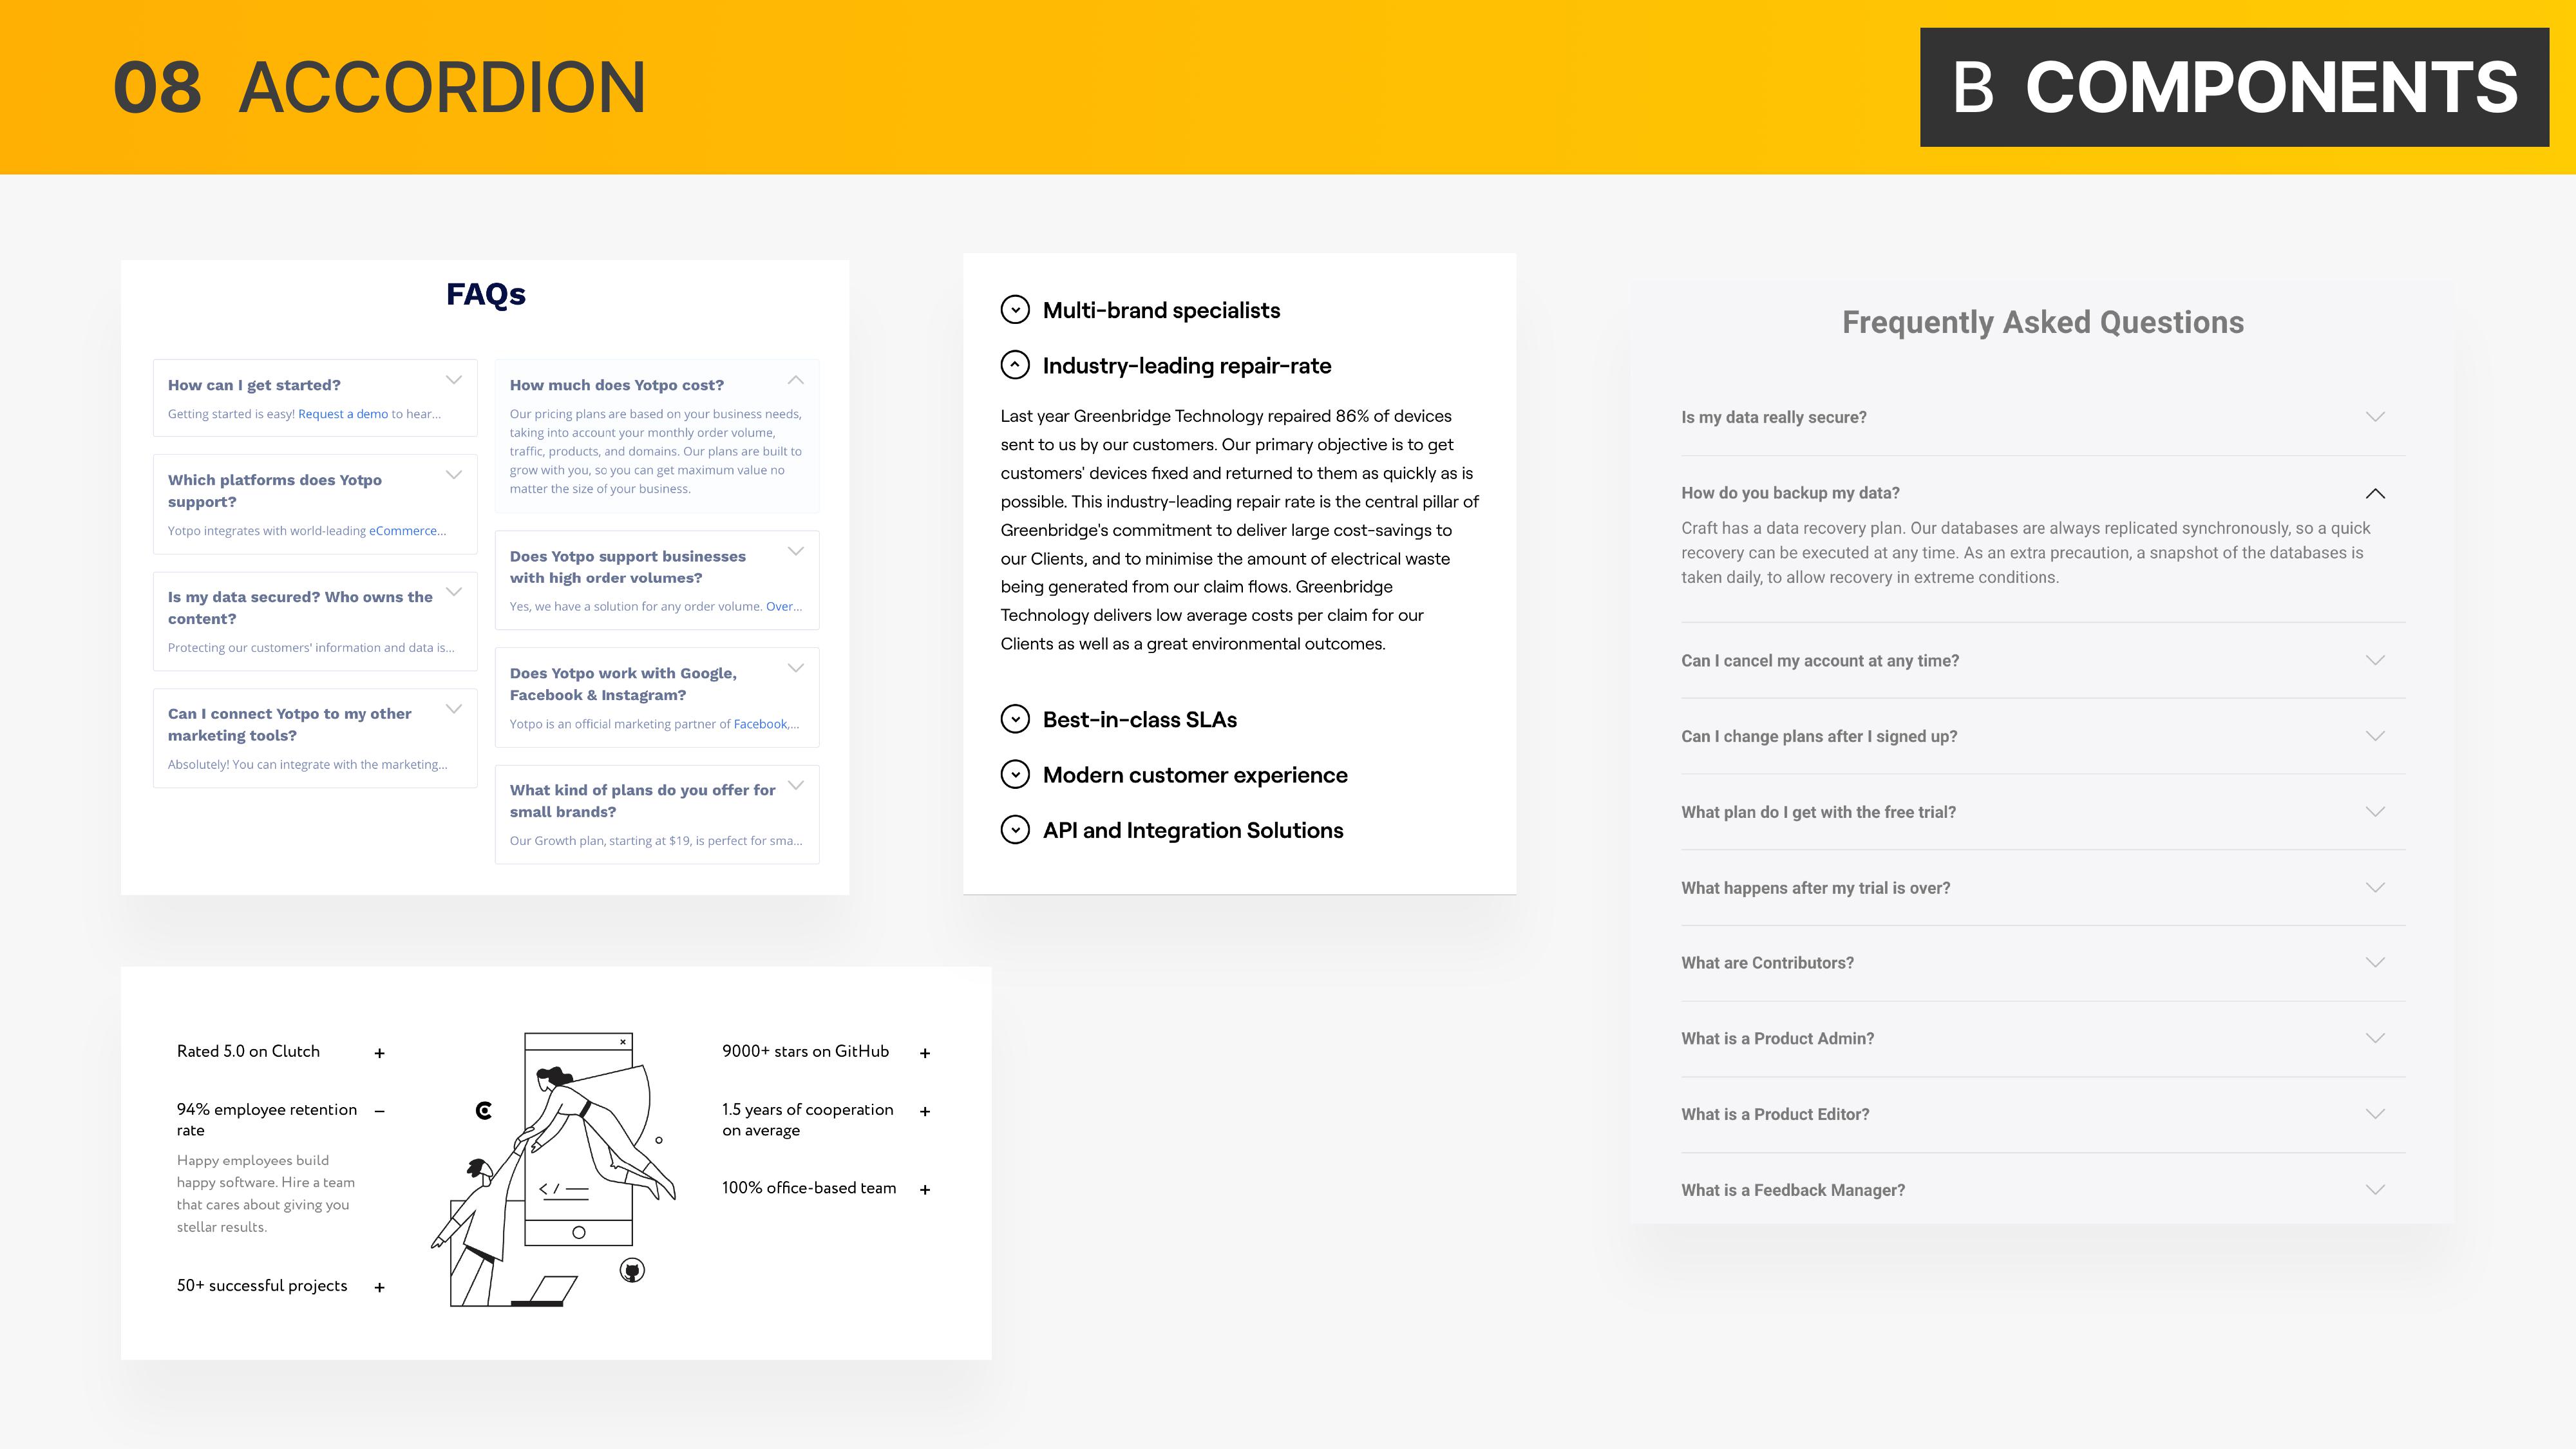 08 ACCORDION
B COMPONENTS
FAQs
How can I get started?
Getting started is easy! Request a demo to hear...
Which platforms does Yotpo
support?
Yotpo integrates with world-leading eCommerce...
Is my data secured? Who owns the
content?
Protecting our customers' information and data is...
Can I connect Yotpo to my other
marketing tools?
Absolutely! You can integrate with the marketing...
How much does Yotpo cost?
Our pricing plans are based on your business needs,
taking into account your monthly order volume,
traffic, products, and domains. Our plans are built to
grow with you, so you can get maximum value no
matter the size of your business.
Does Yotpo support businesses
with high order volumes?
Yes, we have a solution for any order volume. Over...
Does Yotpo work with Google,
Facebook & Instagram?
Yotpo is an official marketing partner of Facebook,...
What kind of plans do you offer for
small brands?
Our Growth plan, starting at $19, is perfect for sma...
Multi-brand specialists
Industry-leading repair-rate
Last year Greenbridge Technology repaired 86% of devices
sent to us by our customers. Our primary objective is to get
customers' devices fixed and returned to them as quickly as is
possible. This industry-leading repair rate is the central pillar of
Greenbridge's commitment to deliver large cost-savings to
our Clients, and to minimise the amount of electrical waste
being generated from our claim flows. Greenbridge
Technology delivers low average costs per claim for our
Clients as well as a great environmental outcomes.
Best-in-class SLAs
Modern customer experience
API and Integration Solutions
Frequently Asked Questions
Is my data really secure?
How do you backup my data?
Craft has a data recovery plan. Our databases are always replicated synchronously, so a quick
recovery can be executed at any time. As an extra precaution, a snapshot of the databases is
taken daily, to allow recovery in extreme conditions.
Can I cancel my account at any time?
Can I change plans after I signed up?
What plan do I get with the free trial?
What happens after my trial is over?
What are Contributors?
What is a Product Admin?
What is a Product Editor?
What is a Feedback Manager?
Rated 5.0 on Clutch +
94% employee retention –
rate
Happy employees build
happy software. Hire a team
that cares about giving you
stellar results.
50+ successful projects +
9000+ stars on GitHub +
1.5 years of cooperation +
on average
100% office-based team +